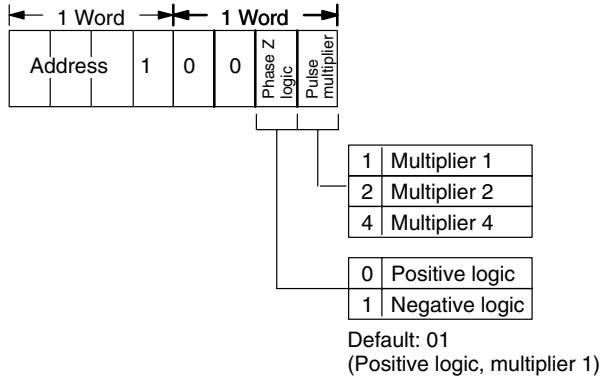 1 Word 1 Word
Address 1 0 0 Phase Z logic Pulse multiplier
1 Multiplier 1
2 Multiplier 2
4 Multiplier 4
0 Positive logic
1 Negative logic
Default: 01
(Positive logic, multiplier 1)